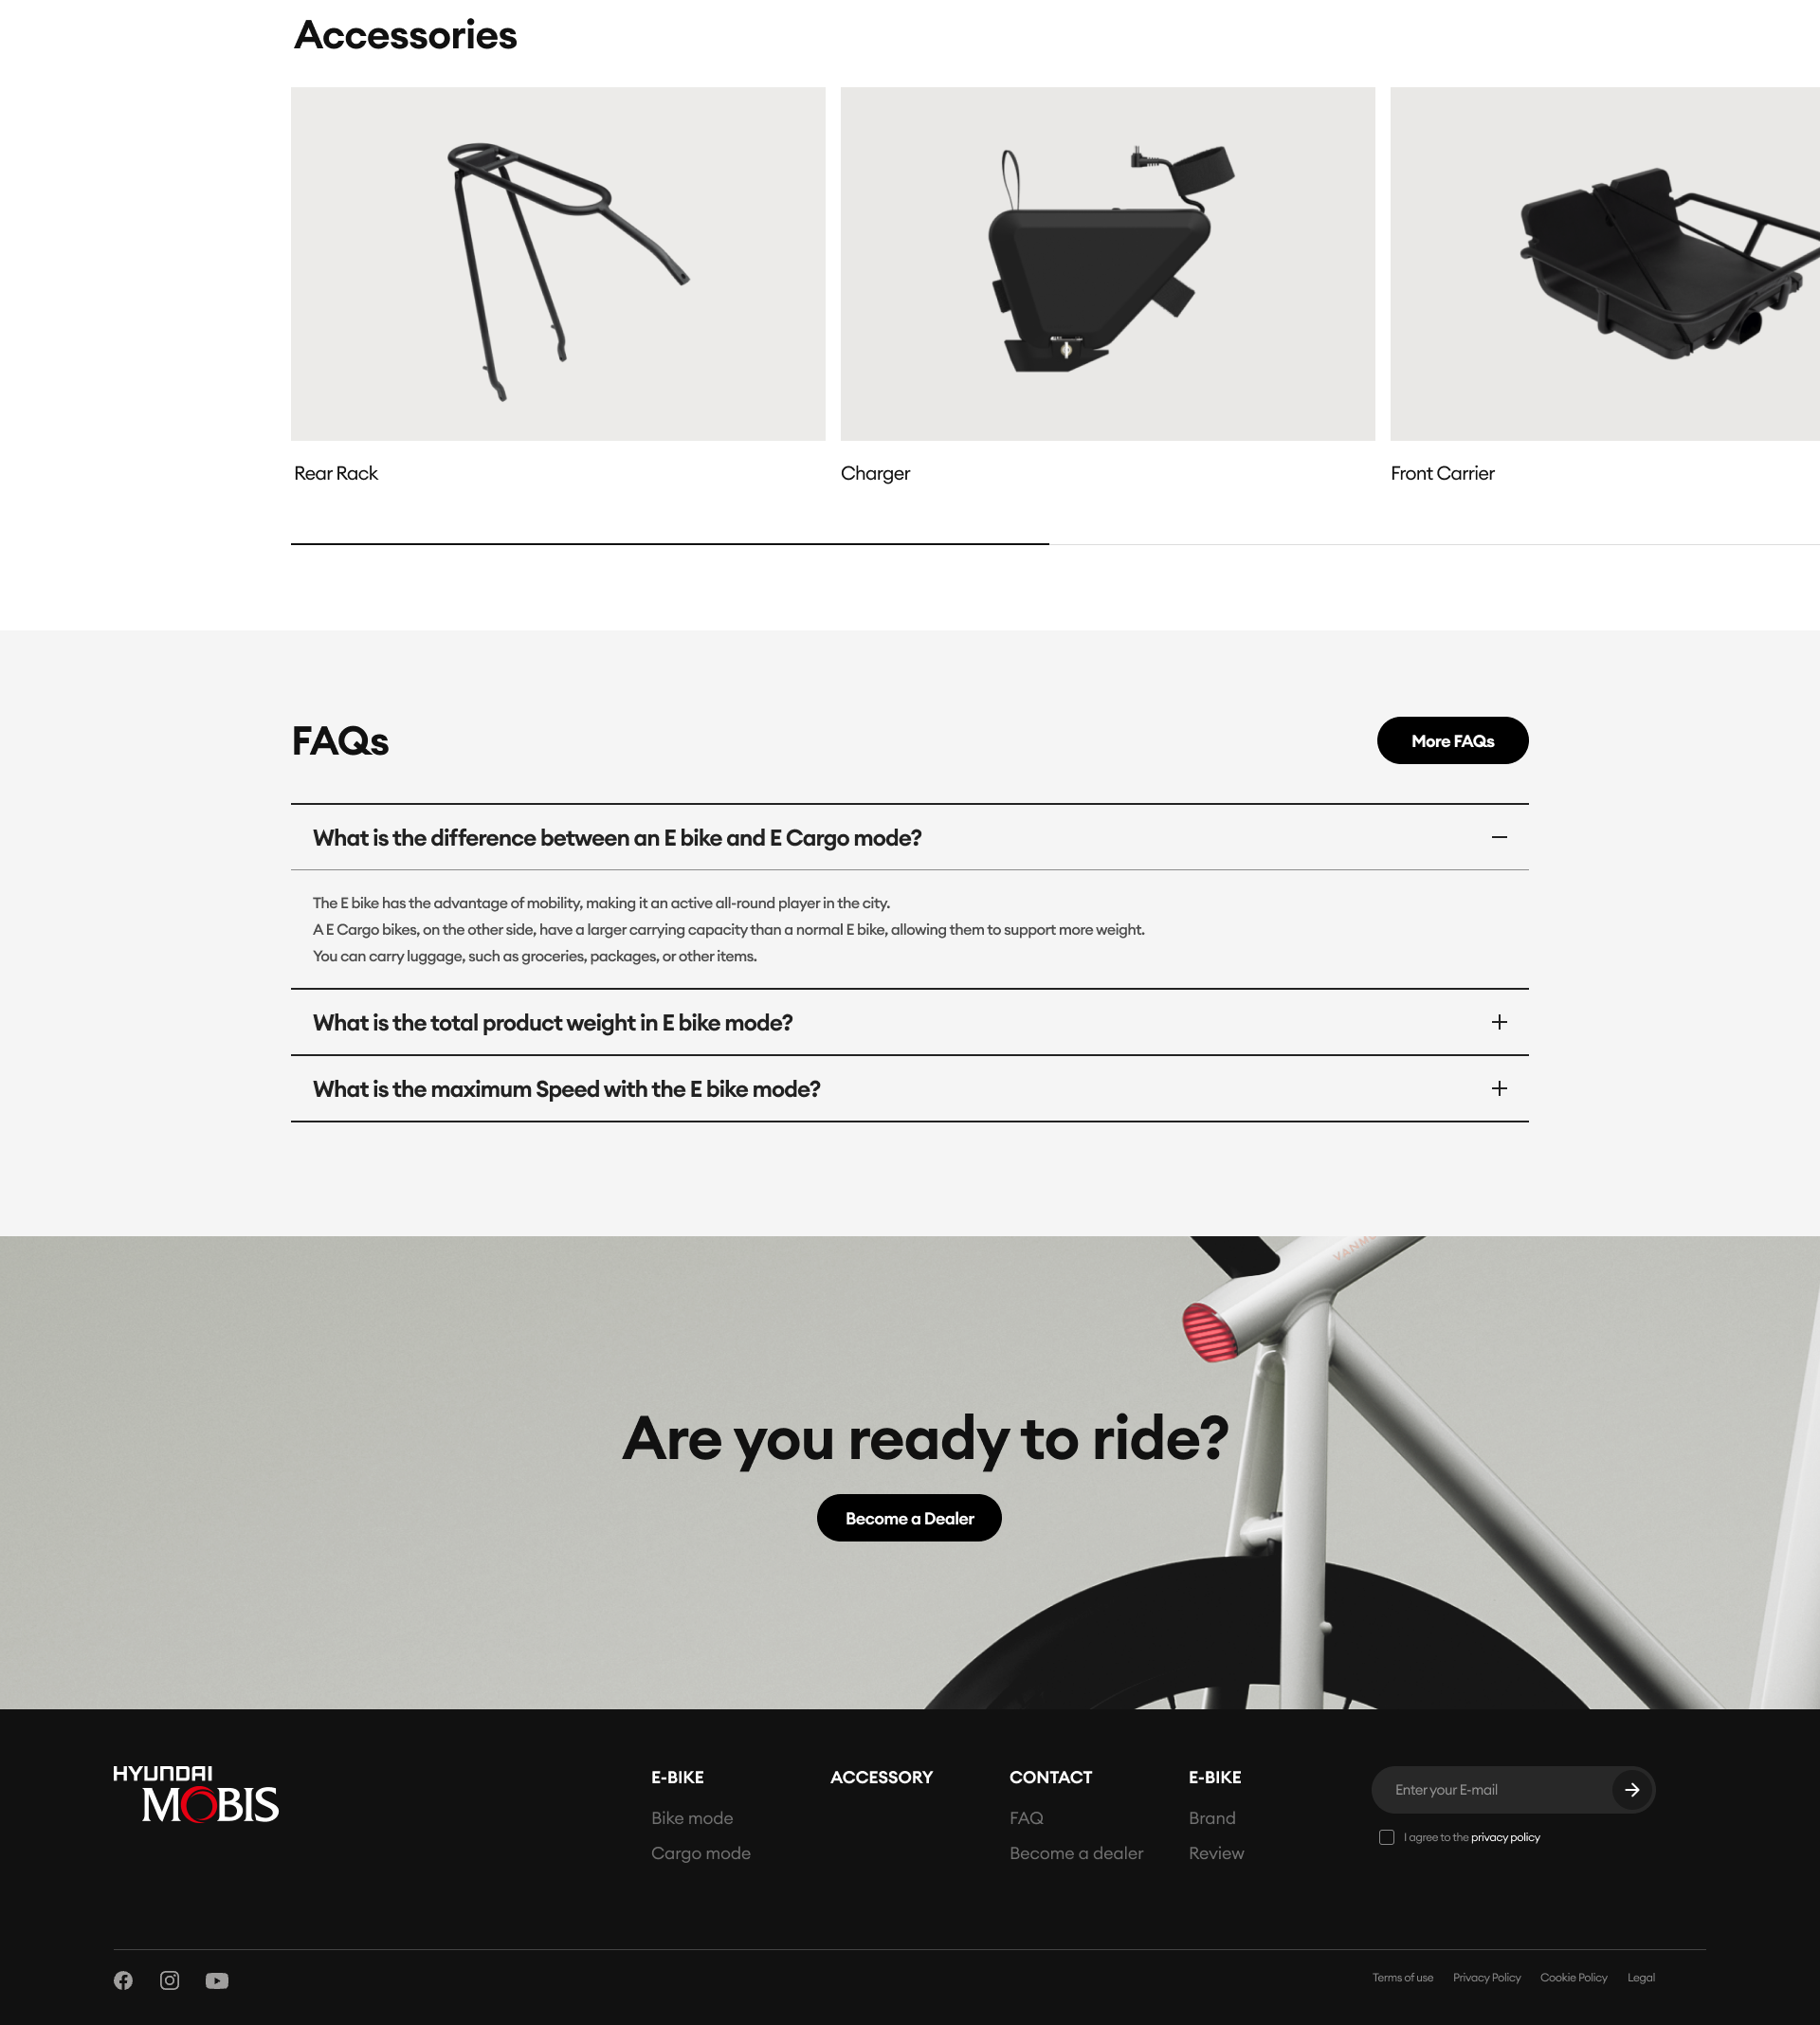 Accessories
Rear Rack
Charger
Front Carrier
FAQs
More FAQs
What is the difference between an E bike and E Cargo mode?
The E bike has the advantage of mobility, making it an active all-round player in the city.
A E Cargo bikes, on the other side, have a larger carrying capacity than a normal E bike, allowing them to support more weight.
You can carry luggage, such as groceries, packages, or other items.
What is the total product weight in E bike mode?
What is the maximum Speed with the E bike mode?
Are you ready to ride?
Become a Dealer
HYUNDAI
MOBIS
E-BIKE
Bike mode
Cargo mode
ACCESSORY
CONTACT
FAQ
Become a dealer
E-BIKE
Brand
Review
Enter your E-mail
I agree to the privacy policy
Terms of use
Privacy Policy
Cookie Policy
Legal